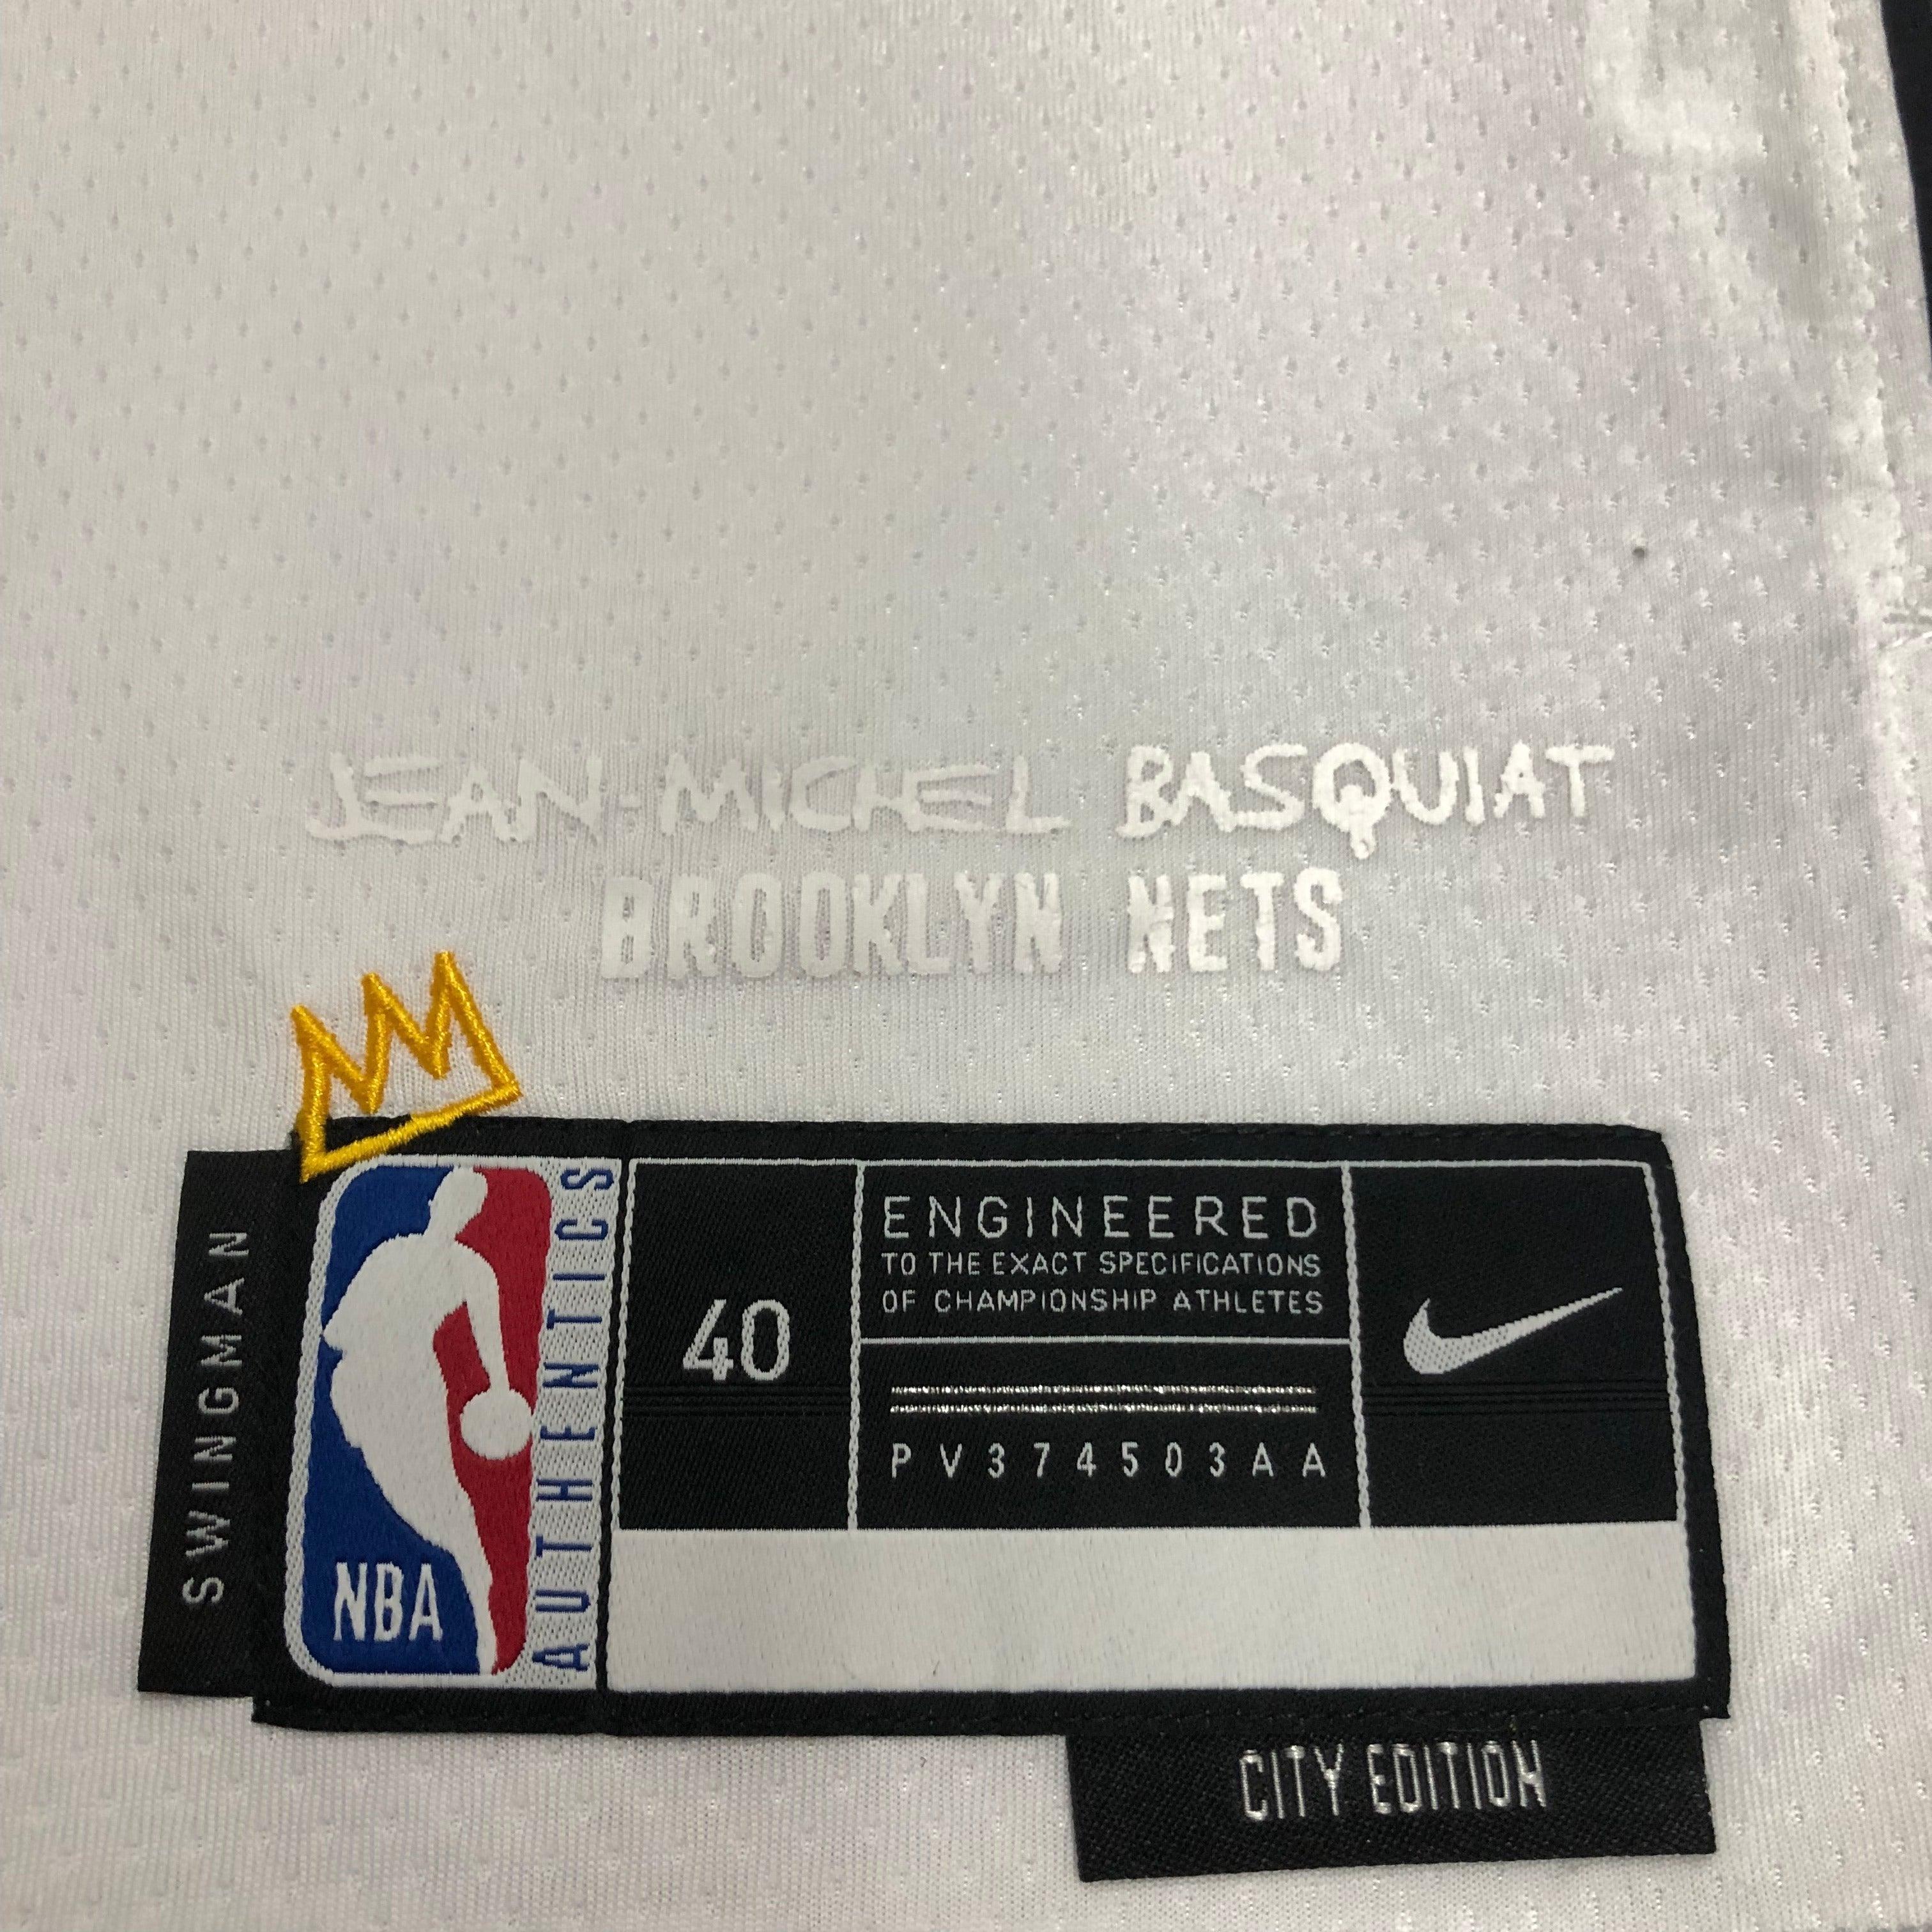 JEAN-MICHEL BASQUIAT
BROOKLYN NETS
SWINGMAN
NBA
AUTHENTICS
40
ENGINEERED
TO THE EXACT SPECIFICATIONS
OF CHAMPIONSHIP ATHLETES
PV374503AA
CITY EDITION